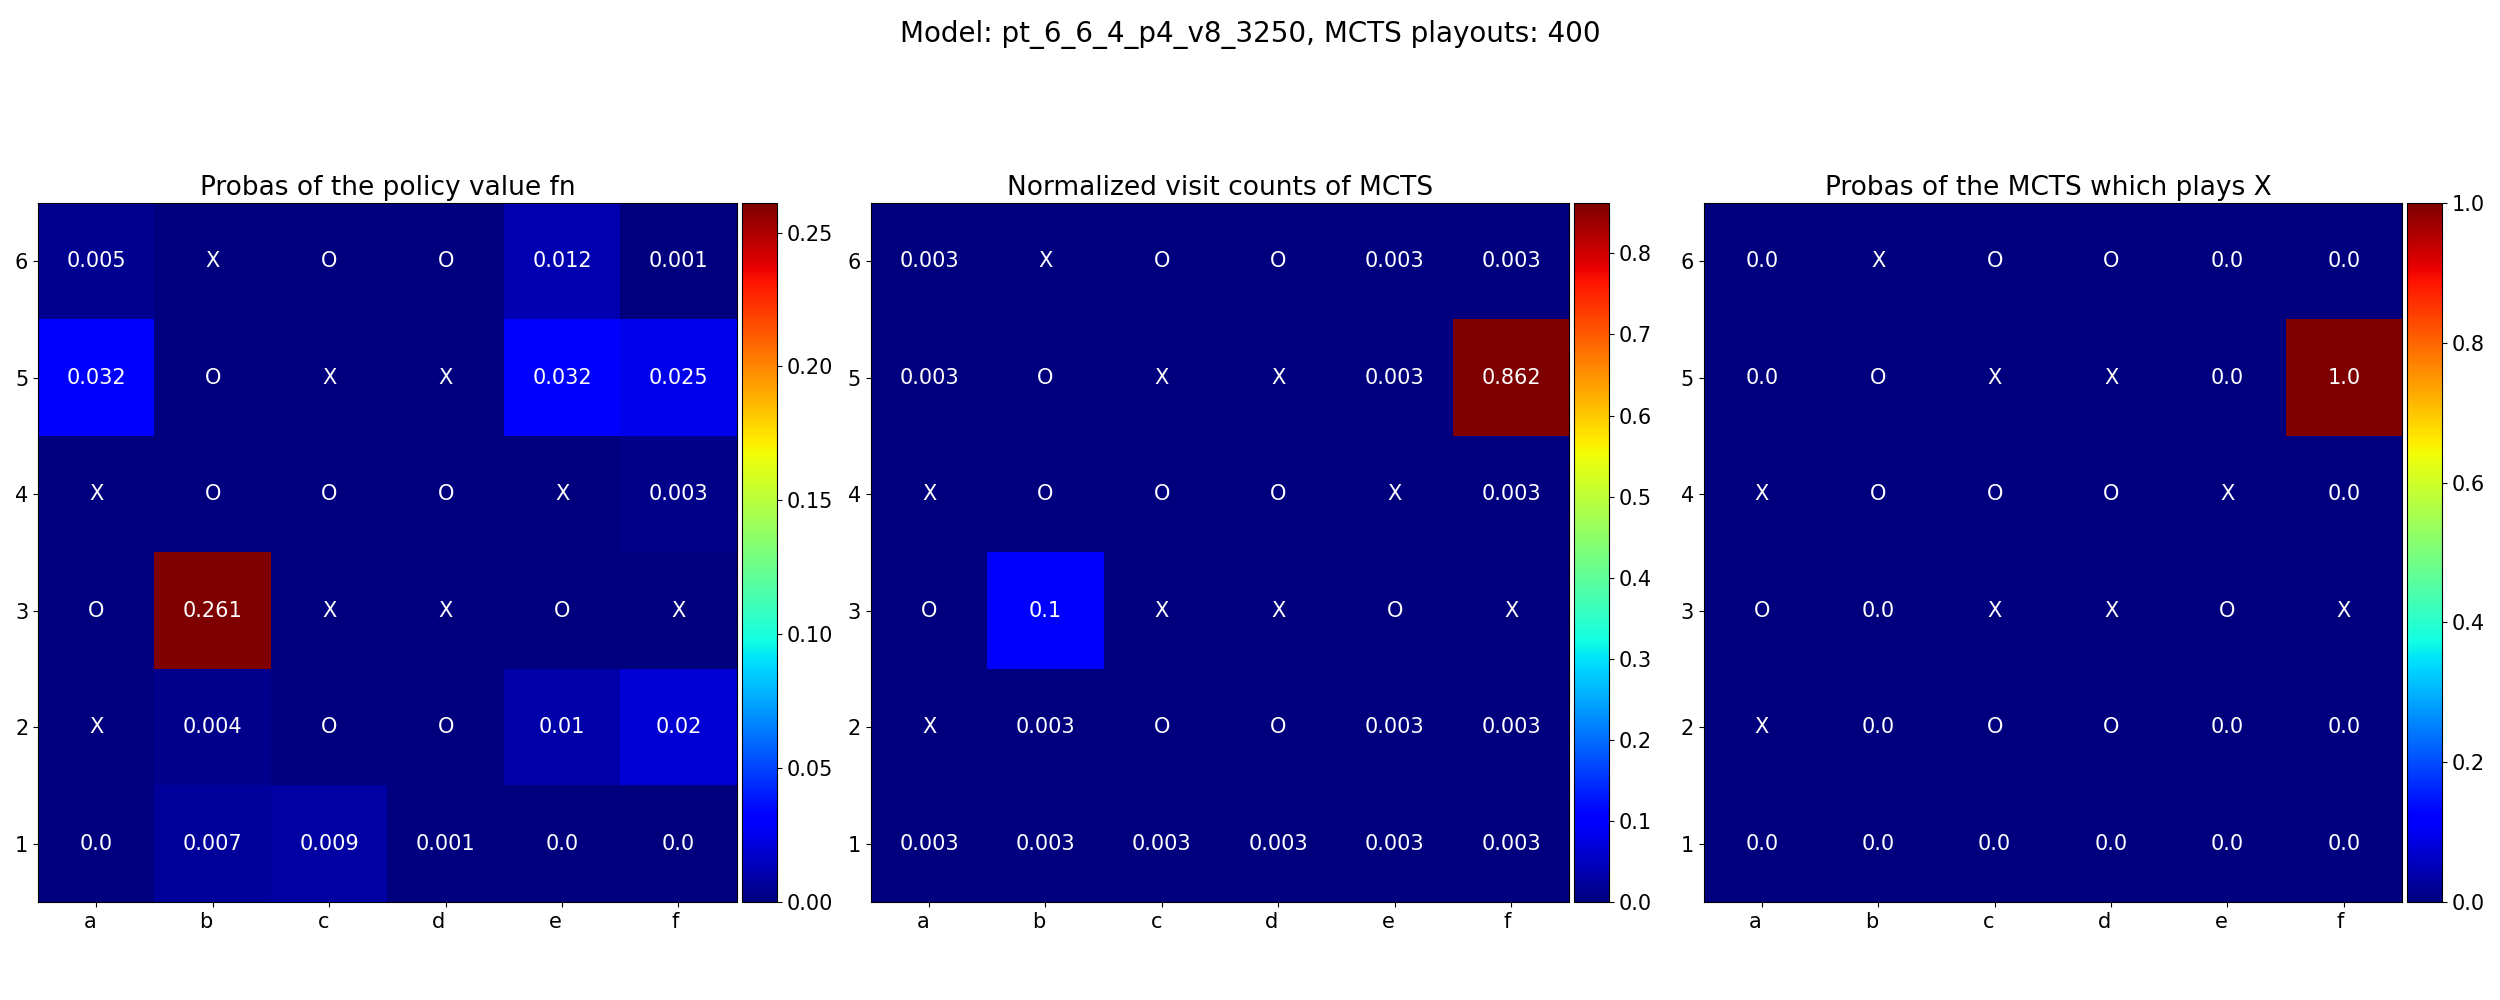 Model: pt_6_6_4_p4_v8_3250, MCTS playouts: 400
Probas of the policy value fn
6 0.005 X O O 0.012 0.001
5 0.032 O X X 0.032 0.025
4 X O O O X 0.003
3 O 0.261 X X O X
2 X 0.004 O O 0.01 0.02
1 0.0 0.007 0.009 0.001 0.0 0.0
a b c d e f
0.25
0.20
0.15
0.10
0.05
0.00
Normalized visit counts of MCTS
6 0.003 X O O 0.003 0.003
5 0.003 O X X 0.003 0.862
4 X O O O X 0.003
3 O 0.1 X X O X
2 X 0.003 O O 0.003 0.003
1 0.003 0.003 0.003 0.003 0.003 0.003
a b c d e f
0.8
0.7
0.6
0.5
0.4
0.3
0.2
0.1
0.0
Probas of the MCTS which plays X
6 0.0 X O O 0.0 0.0
5 0.0 O X X 0.0 1.0
4 X O O O X 0.0
3 O 0.0 X X O X
2 X 0.0 O O 0.0 0.0
1 0.0 0.0 0.0 0.0 0.0 0.0
a b c d e f
1.0
0.8
0.6
0.4
0.2
0.0